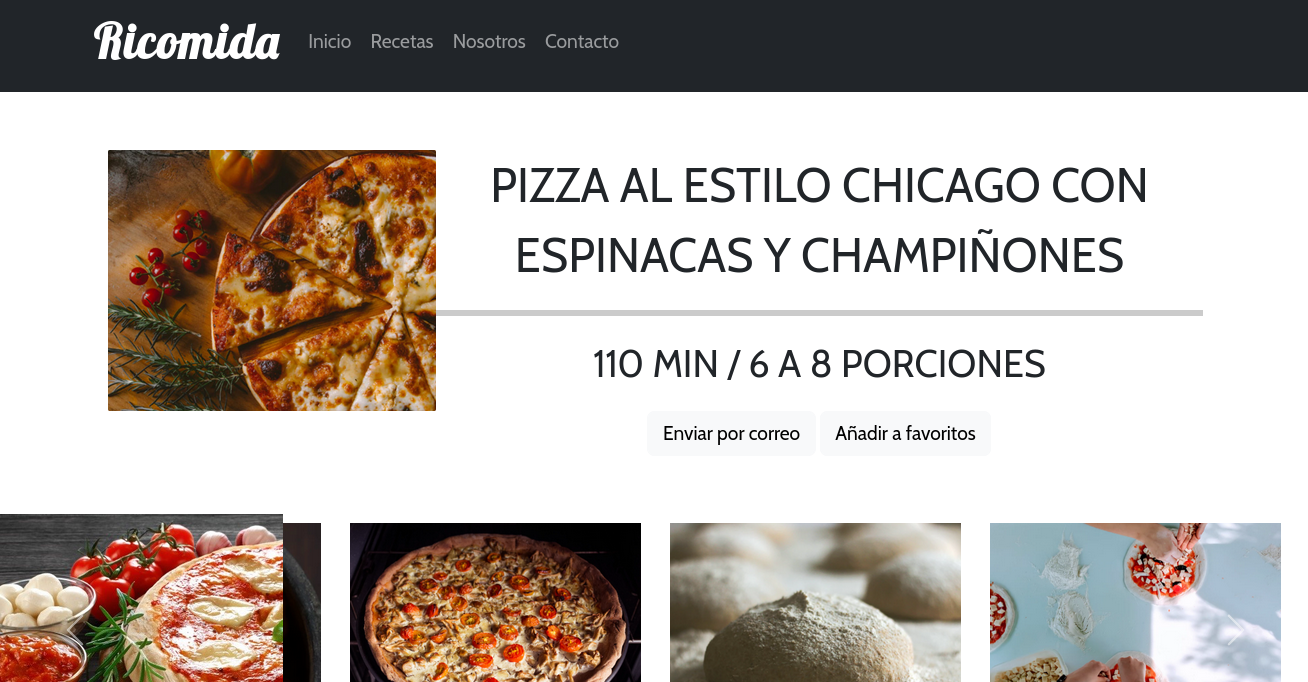 Ricomida
Inicio
Recetas
Nosotros
Contacto
PIZZA AL ESTILO CHICAGO CON
ESPINACAS Y CHAMPIÑONES
110 MIN / 6 A 8 PORCIONES
Enviar por correo
Añadir a favoritos